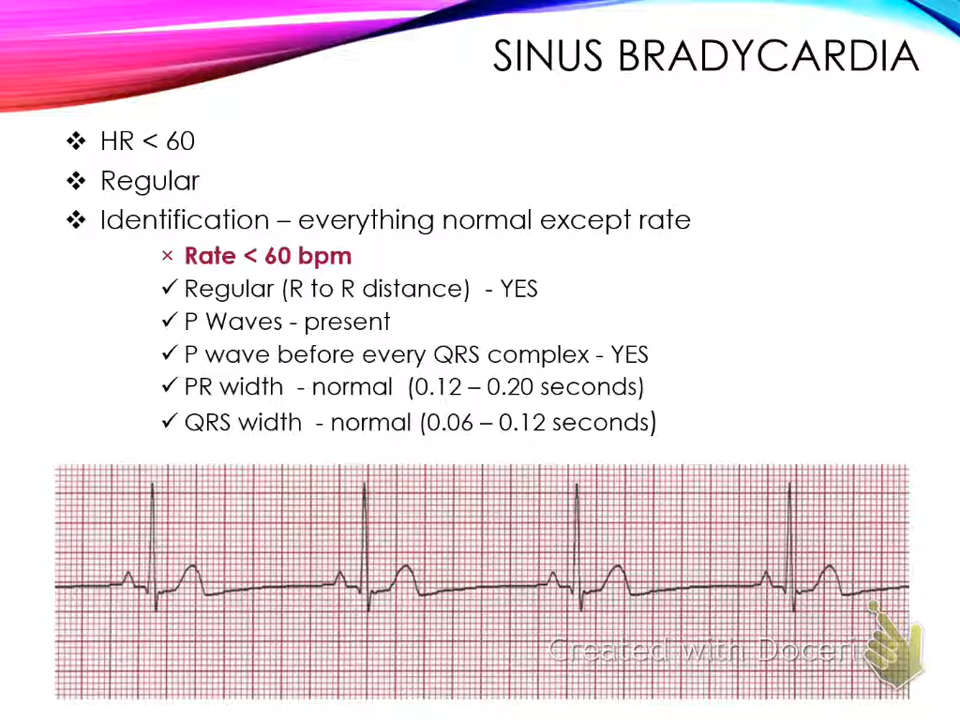 SINUS BRADYCARDIA
HR < 60
Regular
Identification – everything normal except rate
Rate < 60 bpm
Regular (R to R distance) - YES
P Waves - present
P wave before every QRS complex - YES
PR width - normal (0.12 – 0.20 seconds)
QRS width - normal (0.06 – 0.12 seconds)
Created with Doceri